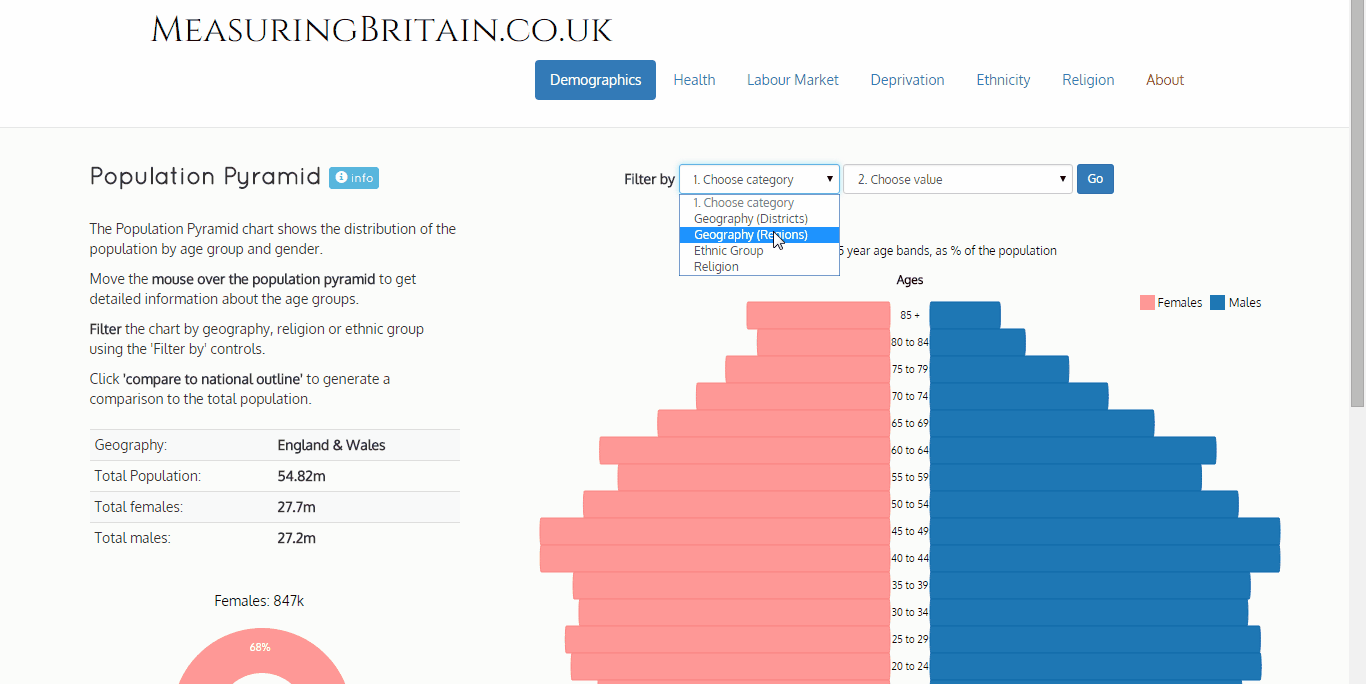 MeasuringBritain.co.uk
Demographics Health Labour Market Deprivation Ethnicity Religion About
Population Pyramid info
The Population Pyramid chart shows the distribution of the
population by age group and gender.
Move the mouse over the population pyramid to get
detailed information about the age groups.
Filter the chart by geography, religion or ethnic group
using the 'Filter by' controls.
Click 'compare to national outline' to generate a
comparison to the total population.
Geography: England & Wales
Total Population: 54.82m
Total females: 27.7m
Total males: 27.2m
Females: 847k
68%
Filter by 1. Choose category 2. Choose value Go
1. Choose category
Geography (Districts)
Geography (Regions)
Ethnic Group
Religion
5 year age bands, as % of the population
Ages
Females Males
85 +
80 to 84
75 to 79
70 to 74
65 to 69
60 to 64
55 to 59
50 to 54
45 to 49
40 to 44
35 to 39
30 to 34
25 to 29
20 to 24